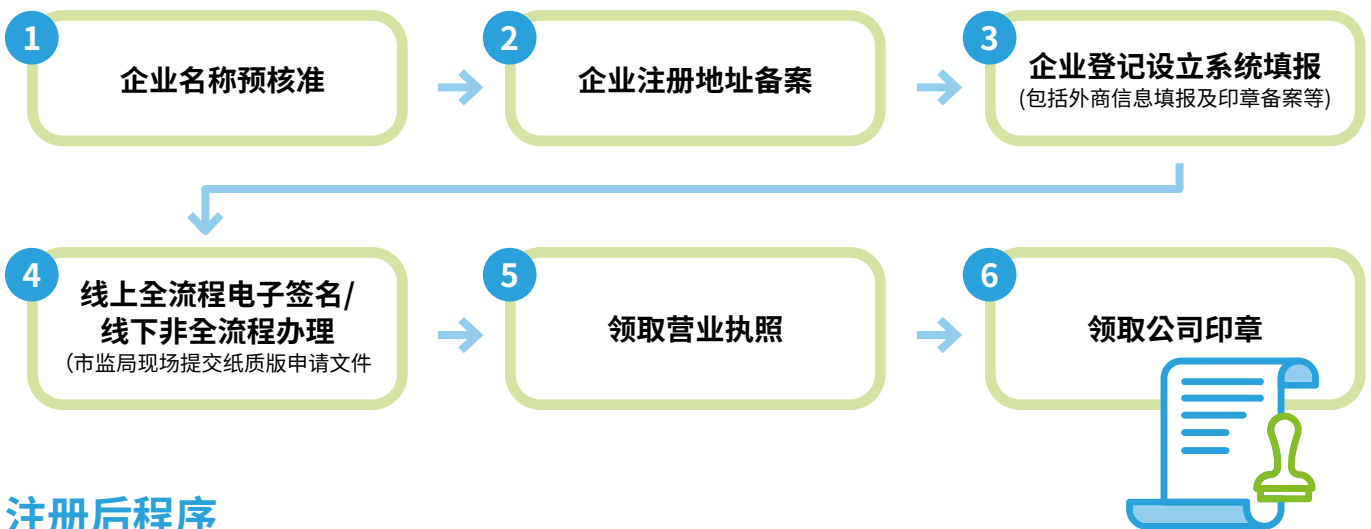 1
企业名称预核准
2
企业注册地址备案
3
企业登记设立系统填报
(包括外商信息填报及印章备案等)
4
线上全流程电子签名/
线下非全流程办理
（市监局现场提交纸质版申请文件
5
领取营业执照
6
领取公司印章
注册后程序